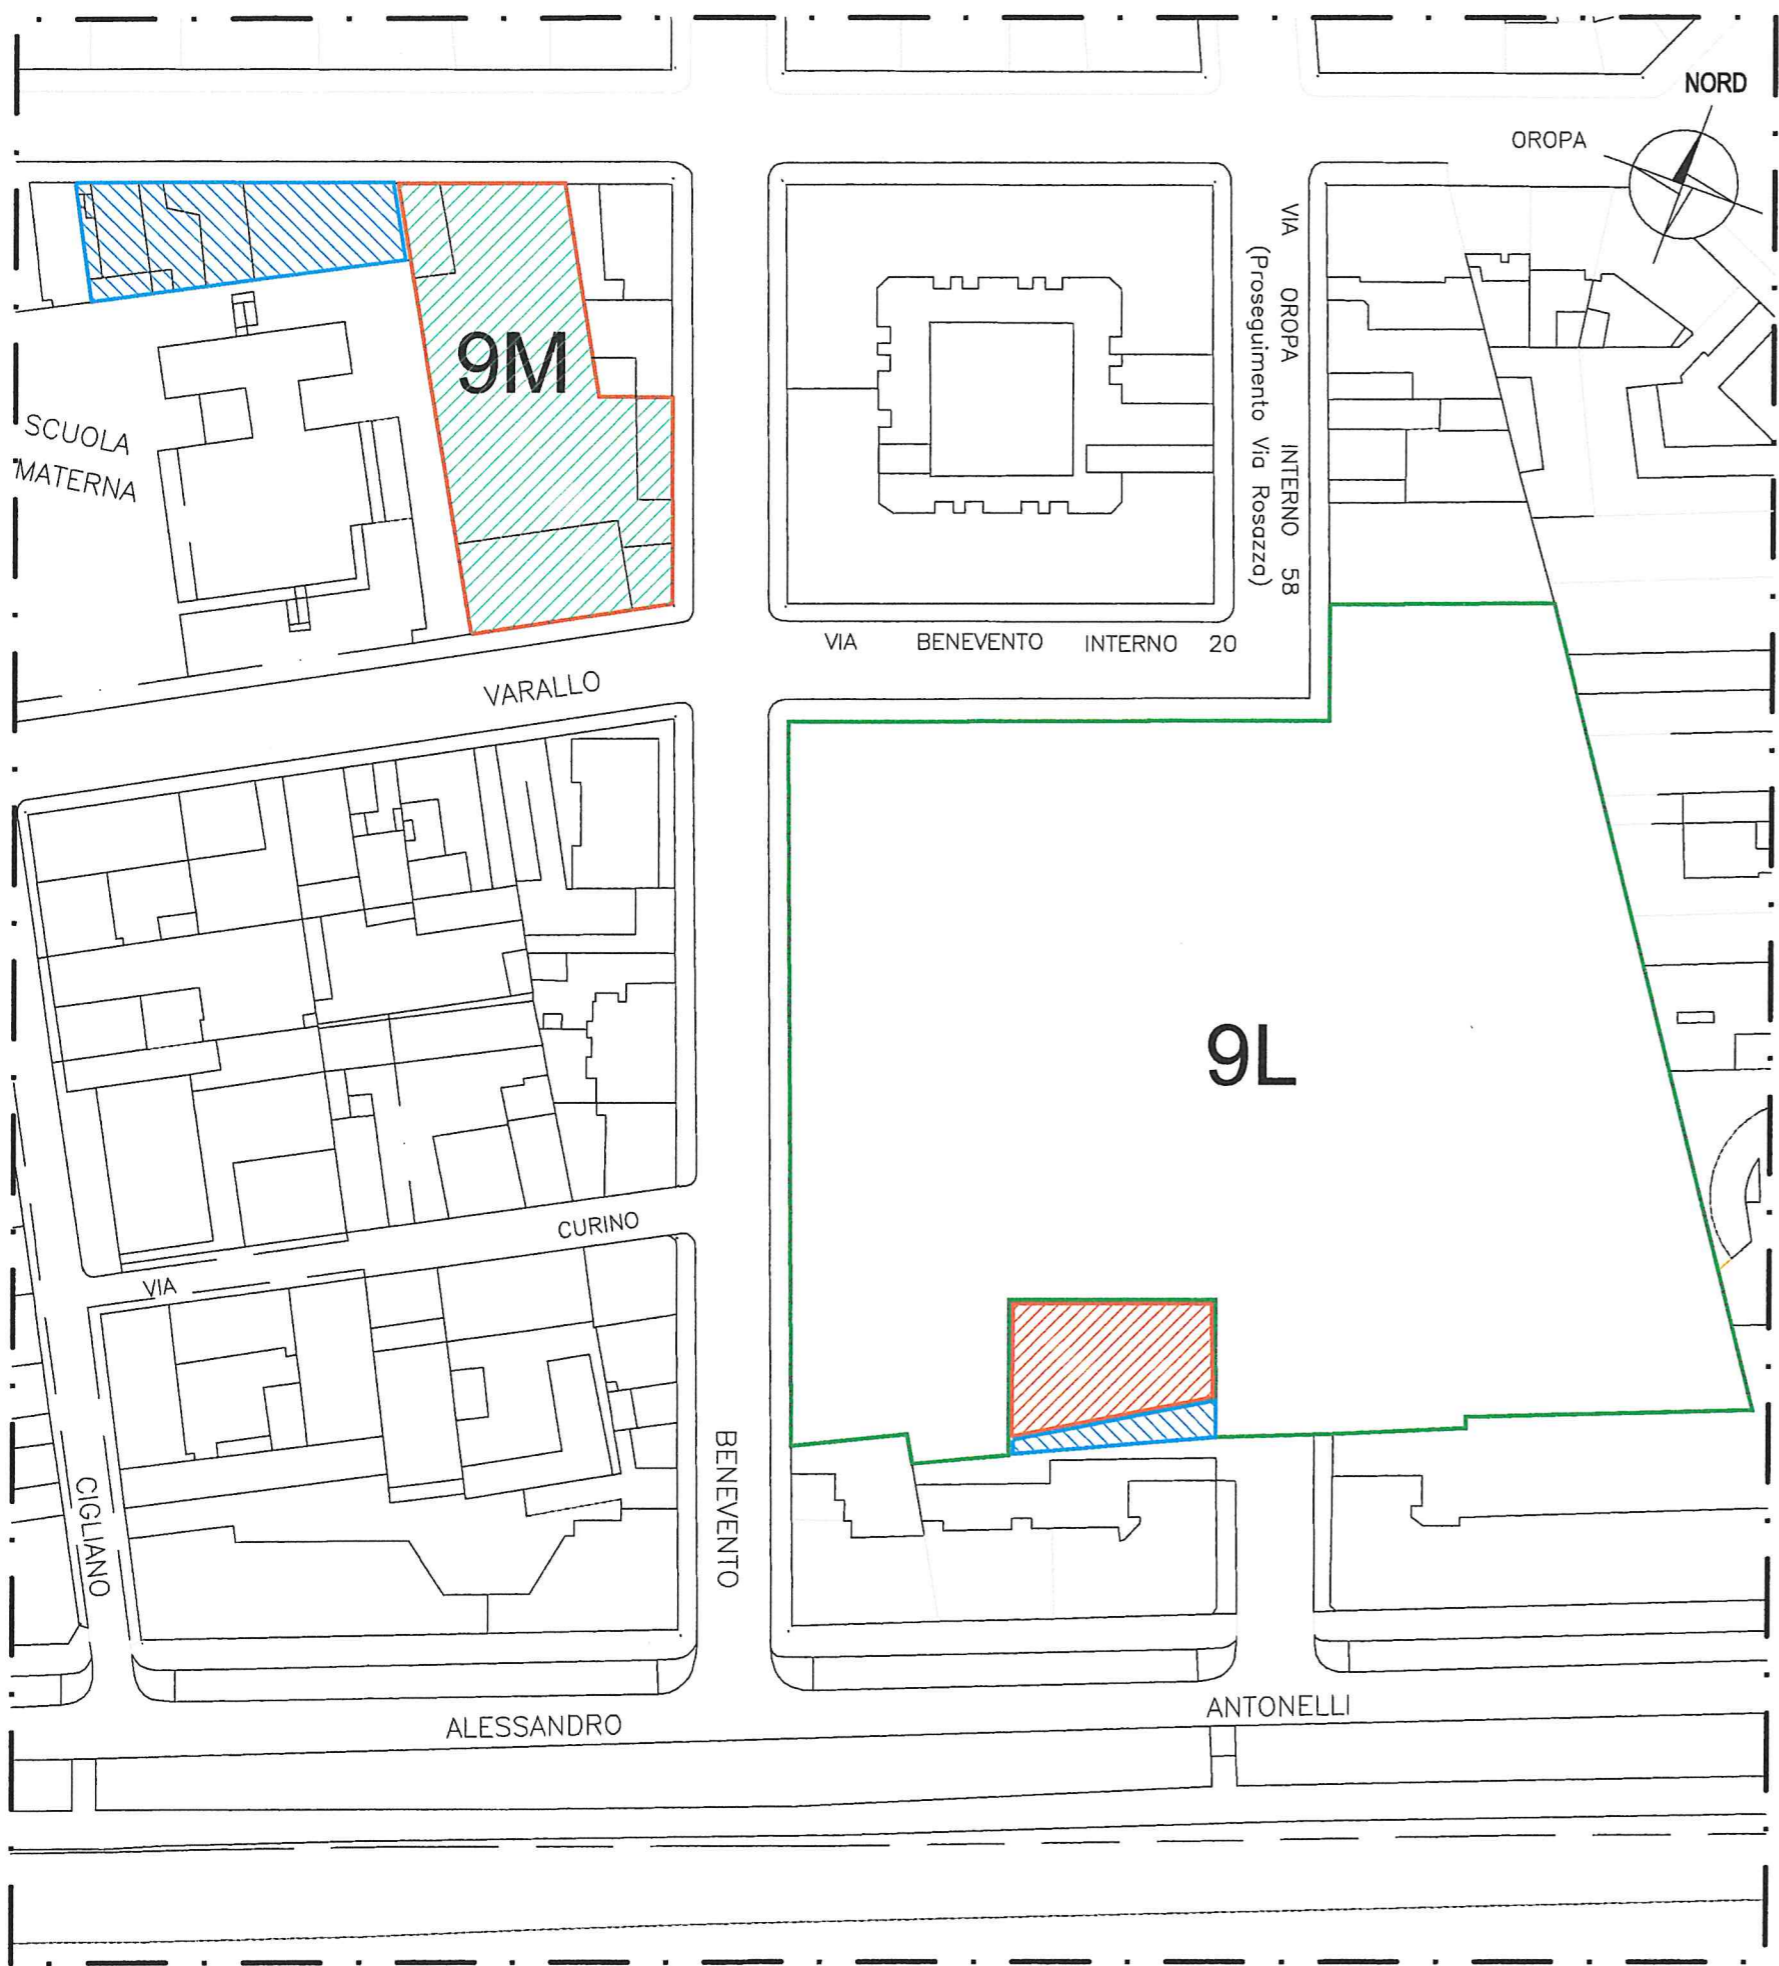 NORD
OROPA
VIA OROPA INTERNO 58
(Proseguimento Via Rosazza)
9M
SCUOLA
MATERNA
VIA BENEVENTO INTERNO 20
VARALLO
9L
CURINO
VIA
BENEVENTO
CIGLIANO
ALESSANDRO
ANTONELLI